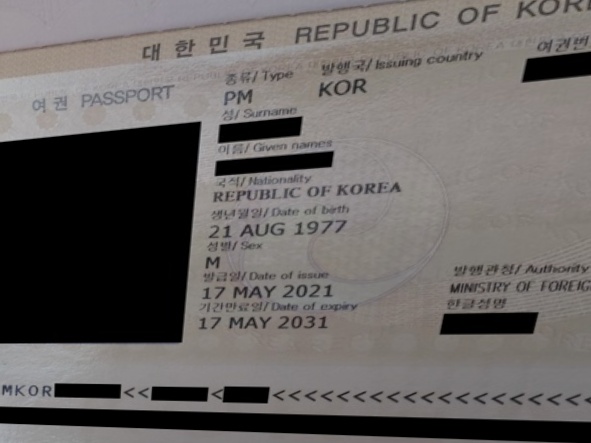 대한민국 REPUBLIC OF KOR
여권 PASSPORT
종류/ Type 발행국/ Issuing country 여권번
PM KOR
성/ Surname
이름/ Given names
국적/ Nationality
REPUBLIC OF KOREA
생년월일/ Date of birth
21 AUG 1977
성별/ Sex
M
발급일/ Date of issue 발행관청/ Authority
17 MAY 2021 MINISTRY OF FOREIG
기간만료일/ Date of expiry 한글성명
17 MAY 2031
MKOR << < <<<<<<<<<<<<<<<<<<<<<<